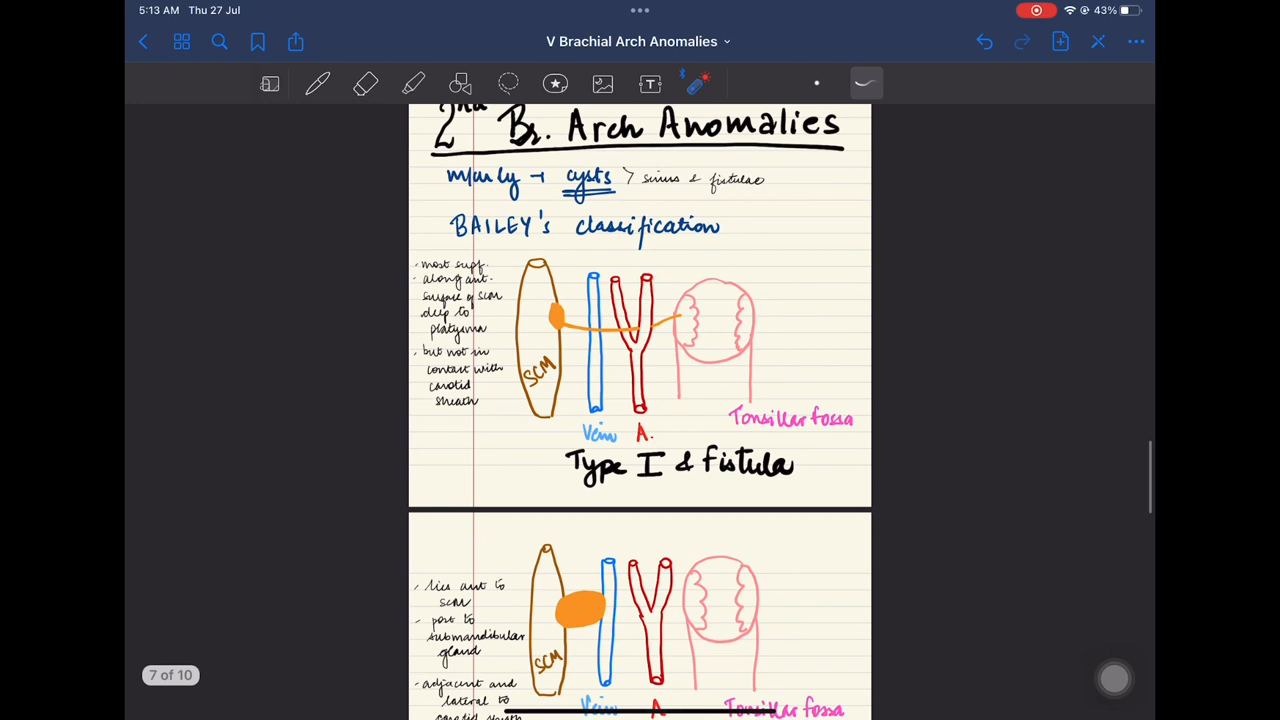 5:13 AM Thu 27 Jul
43%
V Brachial Arch Anomalies
2nd Br. Arch Anomalies
m/cly → cysts > sinus & fistulae
BAILEY's classification
· most supf.
· along ant.
surface of SCM
deep to
platysma
· but not in
contact with
carotid
sheath
SCM
Tonsillar fossa
Vein A.
Type I & fistula
· lies ant to
SCM
· post to
submandibular
gland
· adjacent and
lateral to
carotid sheath
SCM
Vein A. Tonsillar fossa
7 of 10